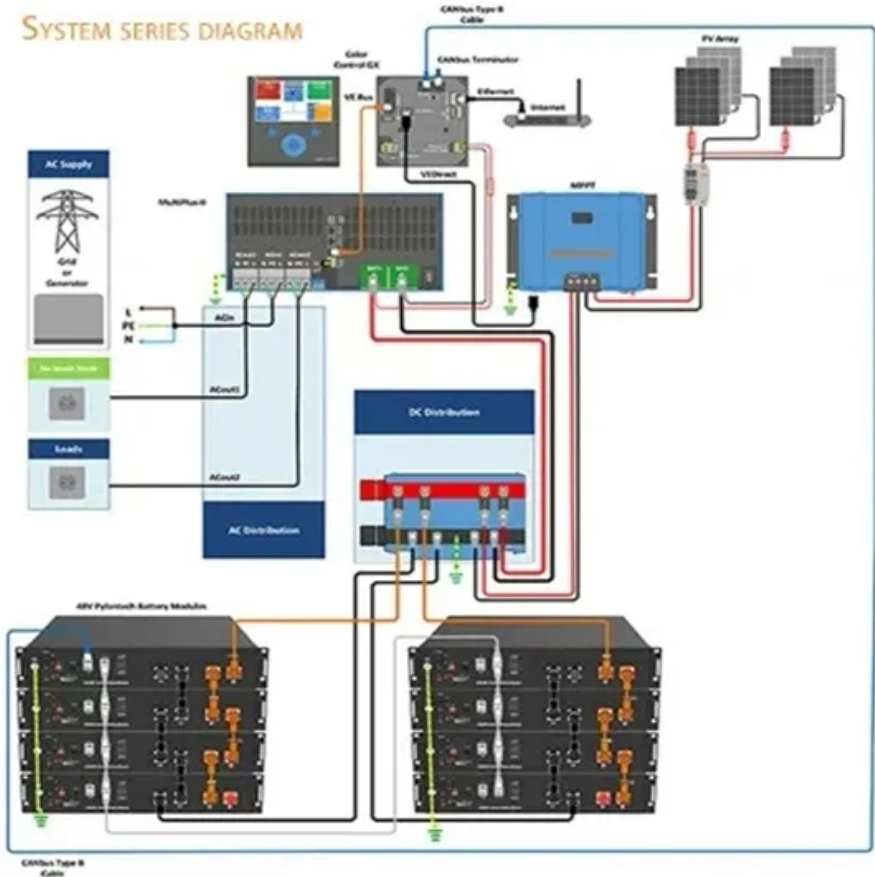 SYSTEM SERIES DIAGRAM
CANbus Type B
Cable
PV Array
Color
Control GX
CANbus Terminator
VE Bus
Ethernet
Internet
AC Supply
VEDirect
MPPT
MultiPlus-II
Grid
or
Generator
L
PE
N
ACin
ACout1
Loads
DC Distribution
ACout2
AC Distribution
48V Pylontech Battery Modules
CANbus Type B
Cable